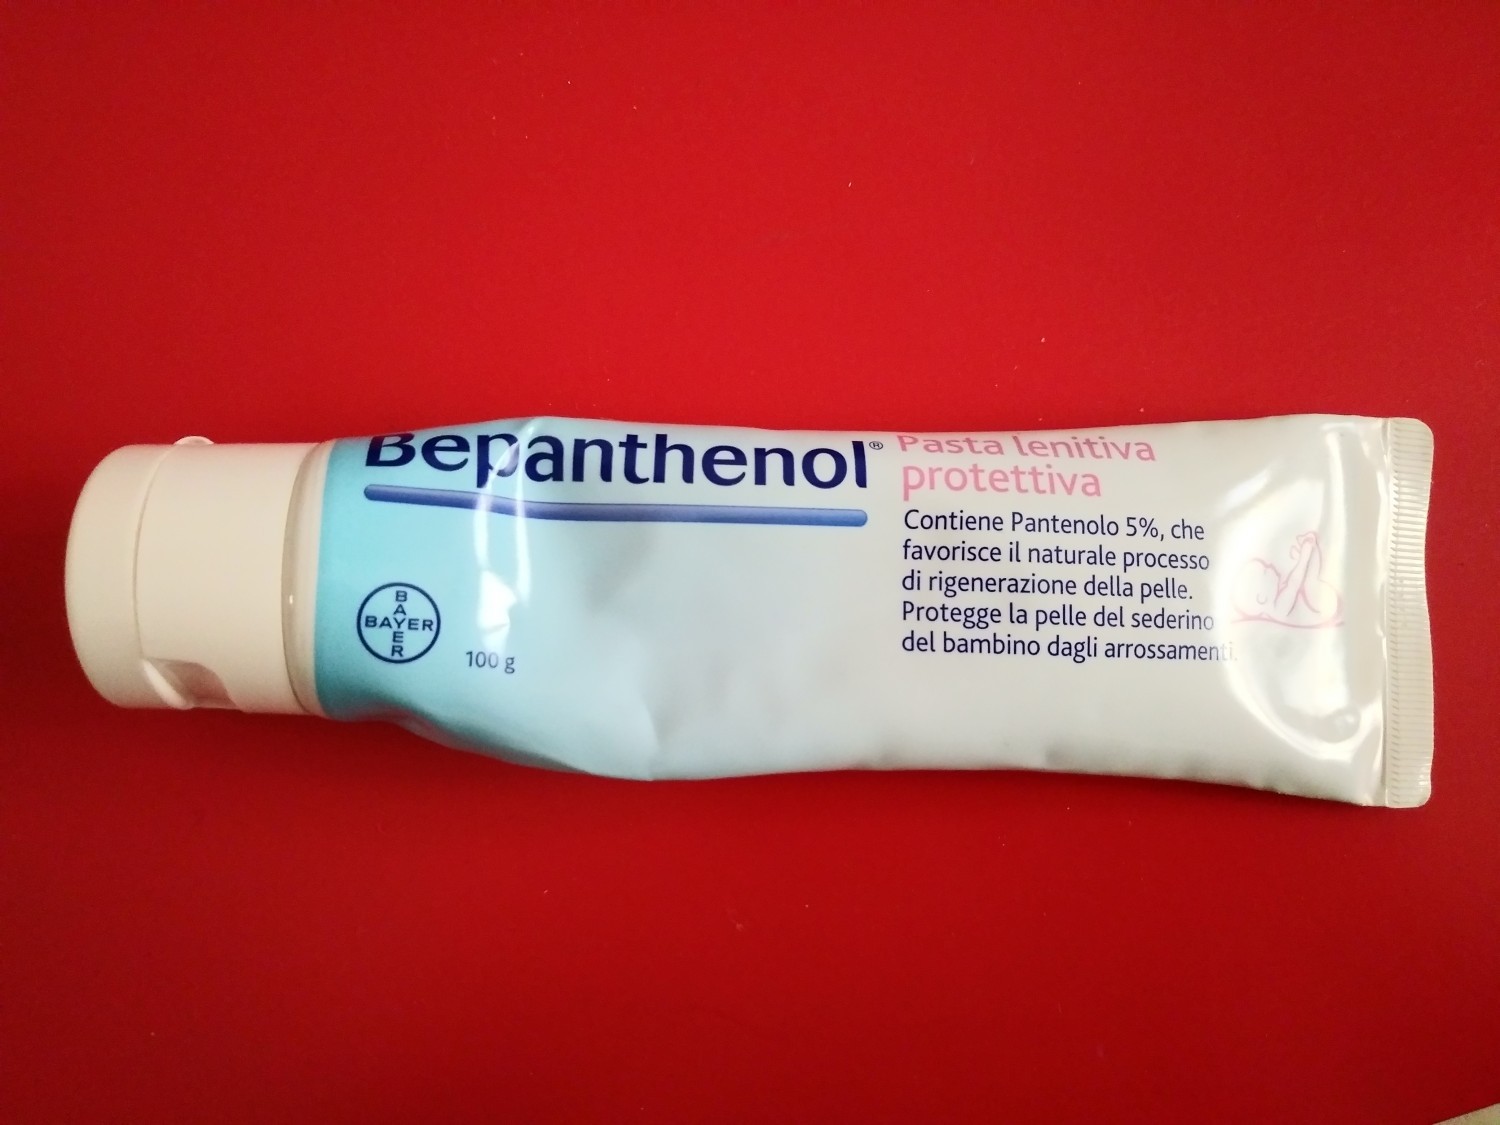 Bepanthenol®
Pasta lenitiva
protettiva
Contiene Pantenolo 5%, che
favorisce il naturale processo
di rigenerazione della pelle.
Protegge la pelle del sederino
del bambino dagli arrossamenti.
BAYER
BAYER
100 g